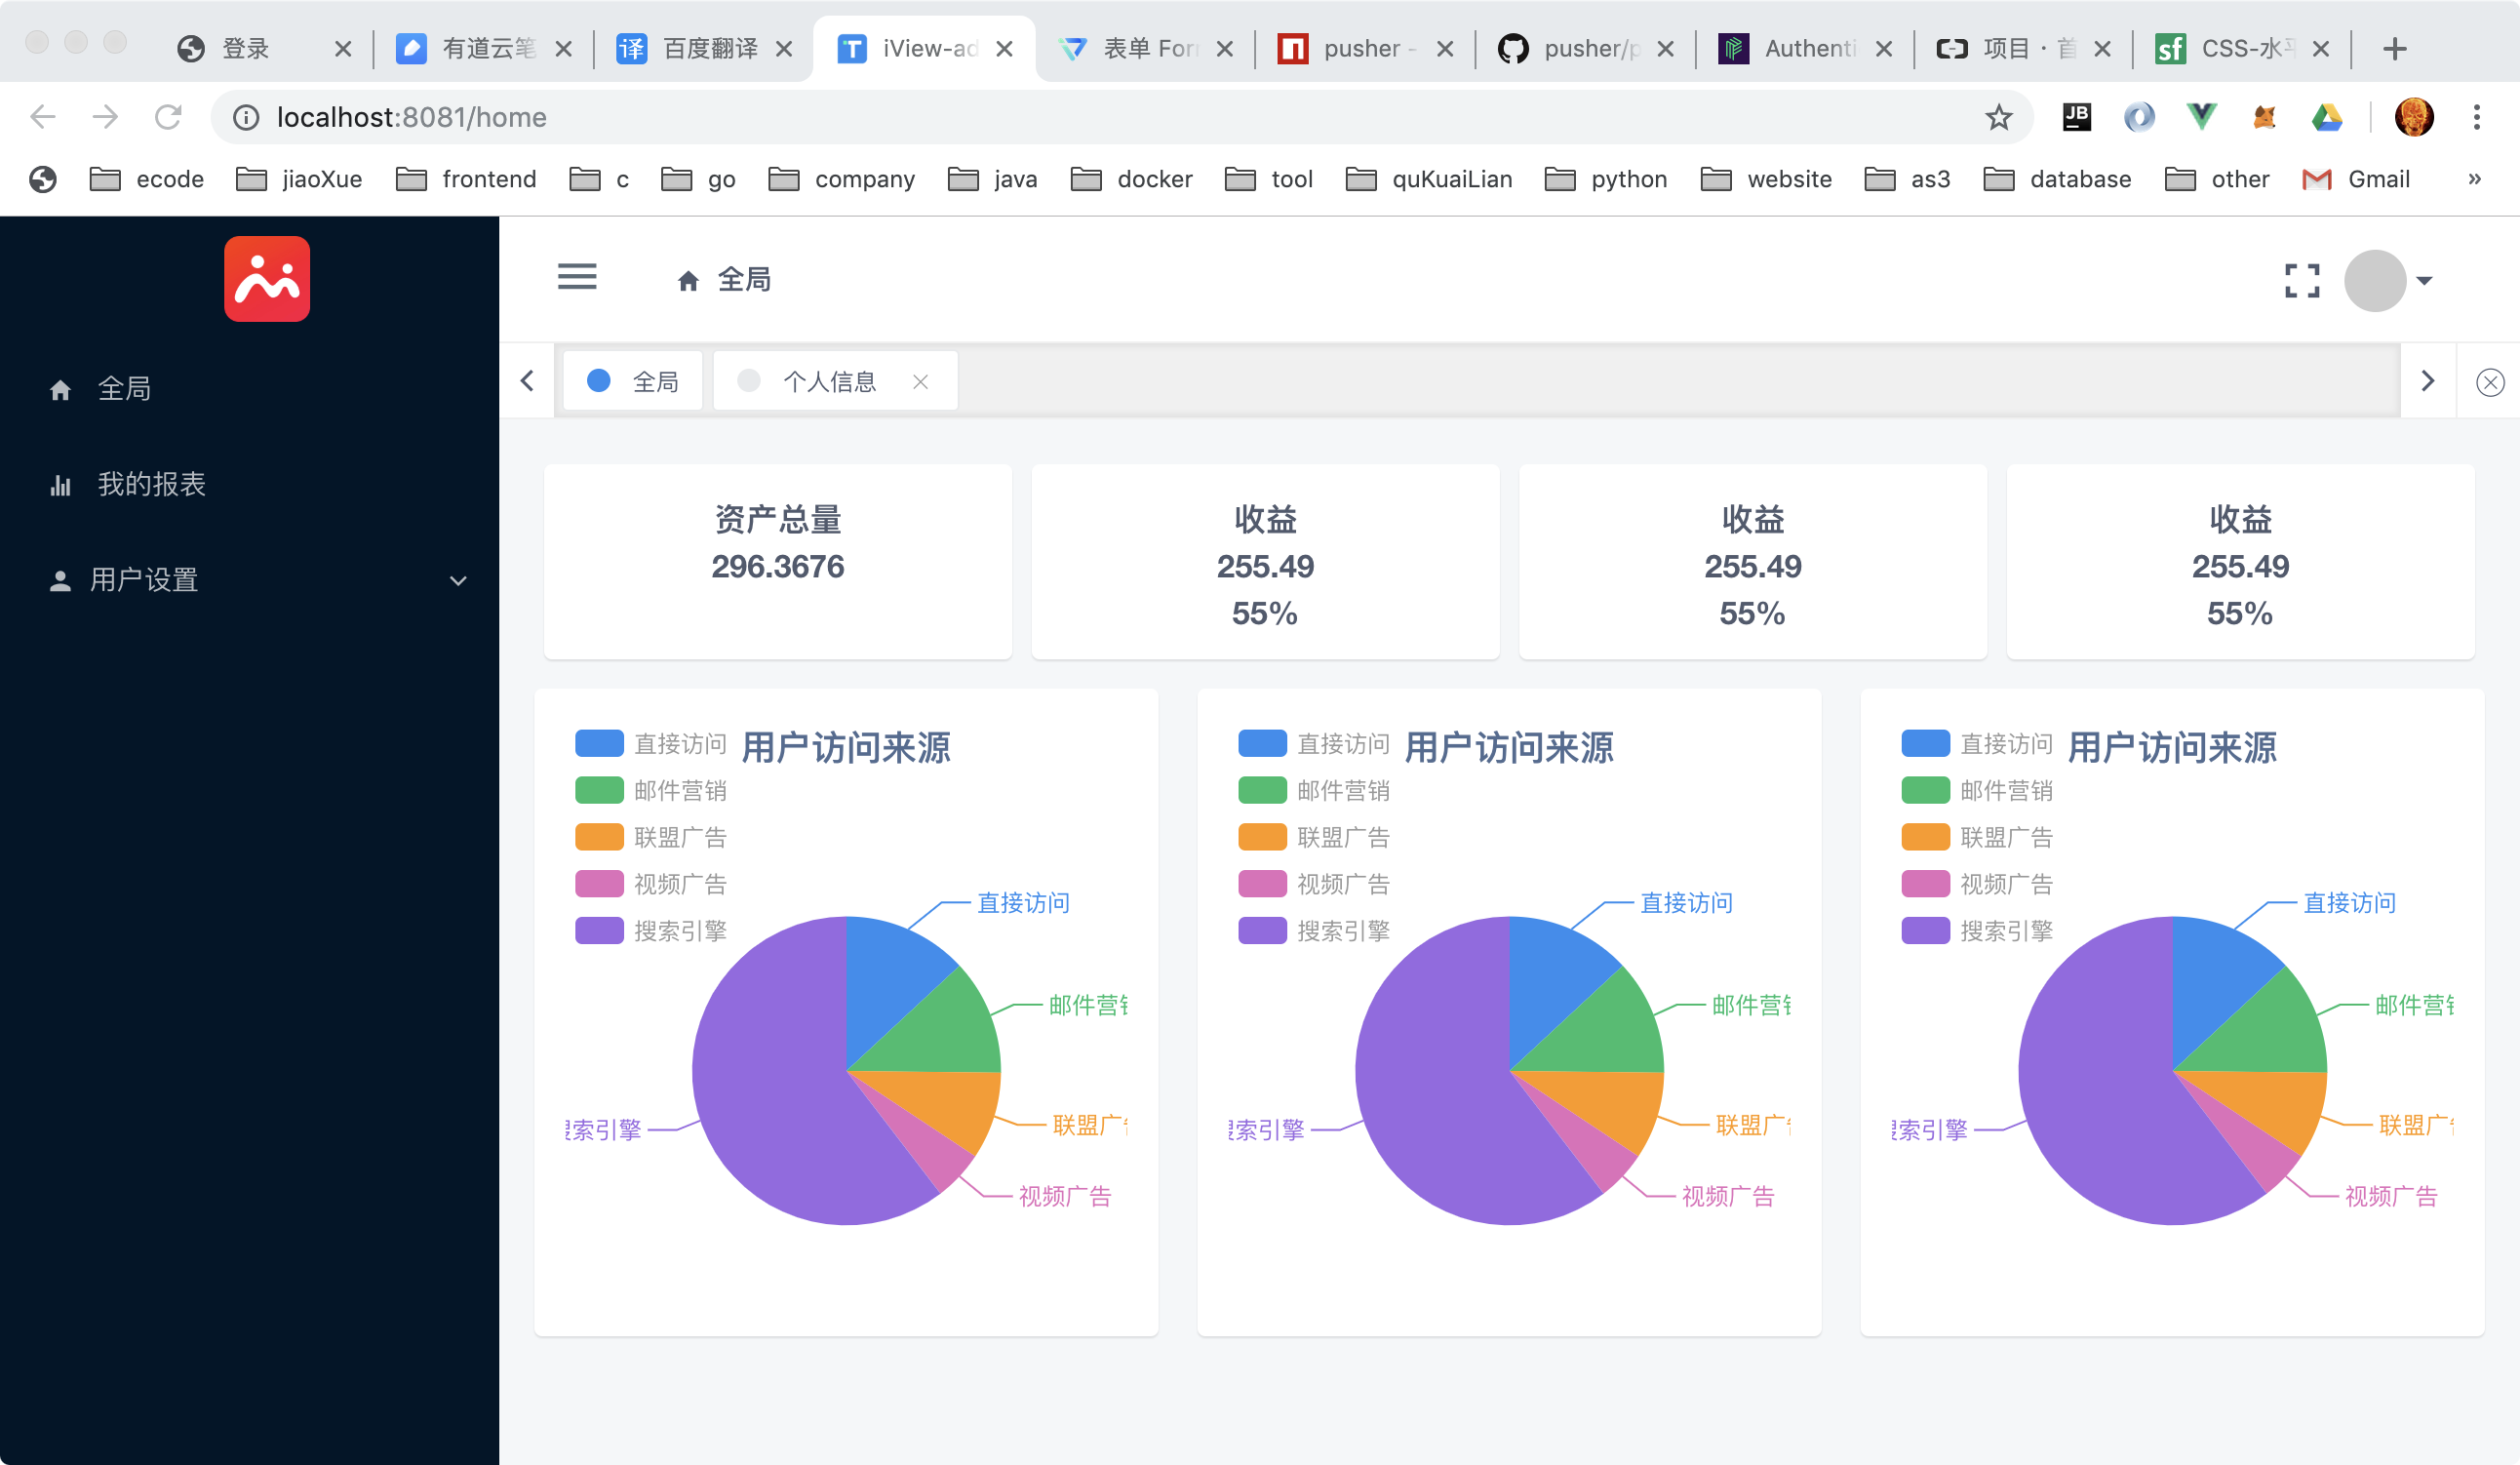 登录
有道云笔
译 百度翻译
iView-ad
表单 For
pusher -
pusher/p
Authenti
项目 · 首
sf CSS-水平
localhost:8081/home
JB
ecode jiaoXue frontend c go company java docker tool quKuaiLian python website as3 database other Gmail »
全局
我的报表
用户设置
全局
全局 个人信息
资产总量
296.3676
收益
255.49
55%
收益
255.49
55%
收益
255.49
55%
用户访问来源
直接访问
邮件营销
联盟广告
视频广告
搜索引擎
直接访问
邮件营
联盟广
视频广告
索引擎
用户访问来源
直接访问
邮件营销
联盟广告
视频广告
搜索引擎
直接访问
邮件营
联盟广
视频广告
索引擎
用户访问来源
直接访问
邮件营销
联盟广告
视频广告
搜索引擎
直接访问
邮件营
联盟广
视频广告
索引擎